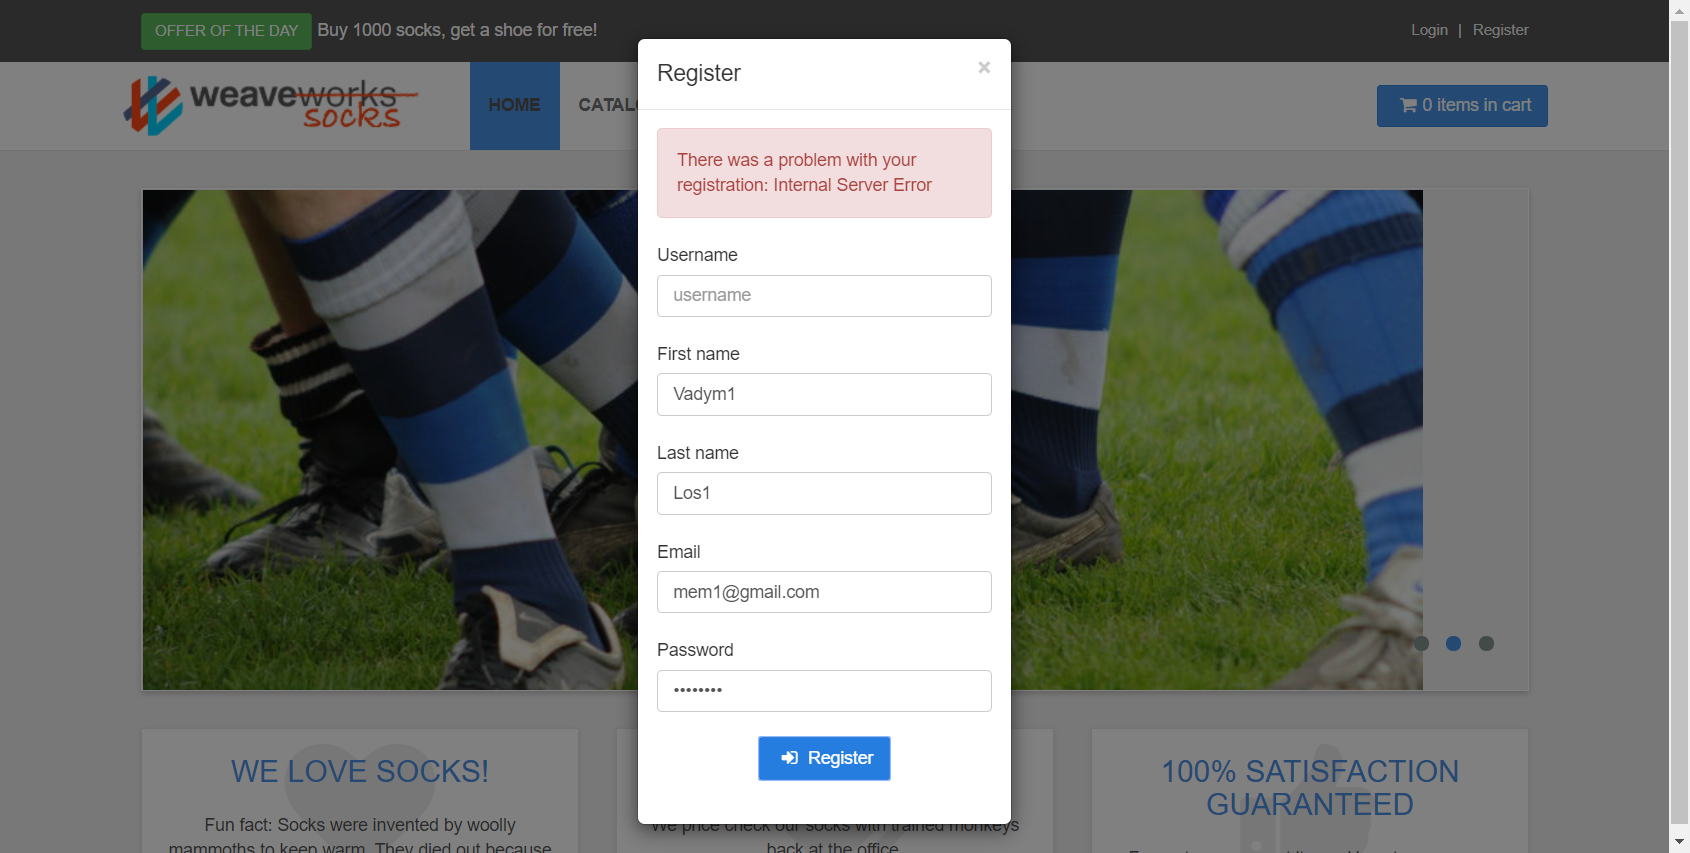 OFFER OF THE DAY Buy 1000 socks, get a shoe for free!
Login | Register
weaveworks
socks
HOME
CATALO
0 items in cart
Register
×
There was a problem with your
registration: Internal Server Error
Username
username
First name
Vadym1
Last name
Los1
Email
mem1@gmail.com
Password
••••••••
Register
WE LOVE SOCKS!
Fun fact: Socks were invented by woolly
mammoths to keep warm. They died out because
We price check our socks with trained monkeys
back at the office
100% SATISFACTION
GUARANTEED